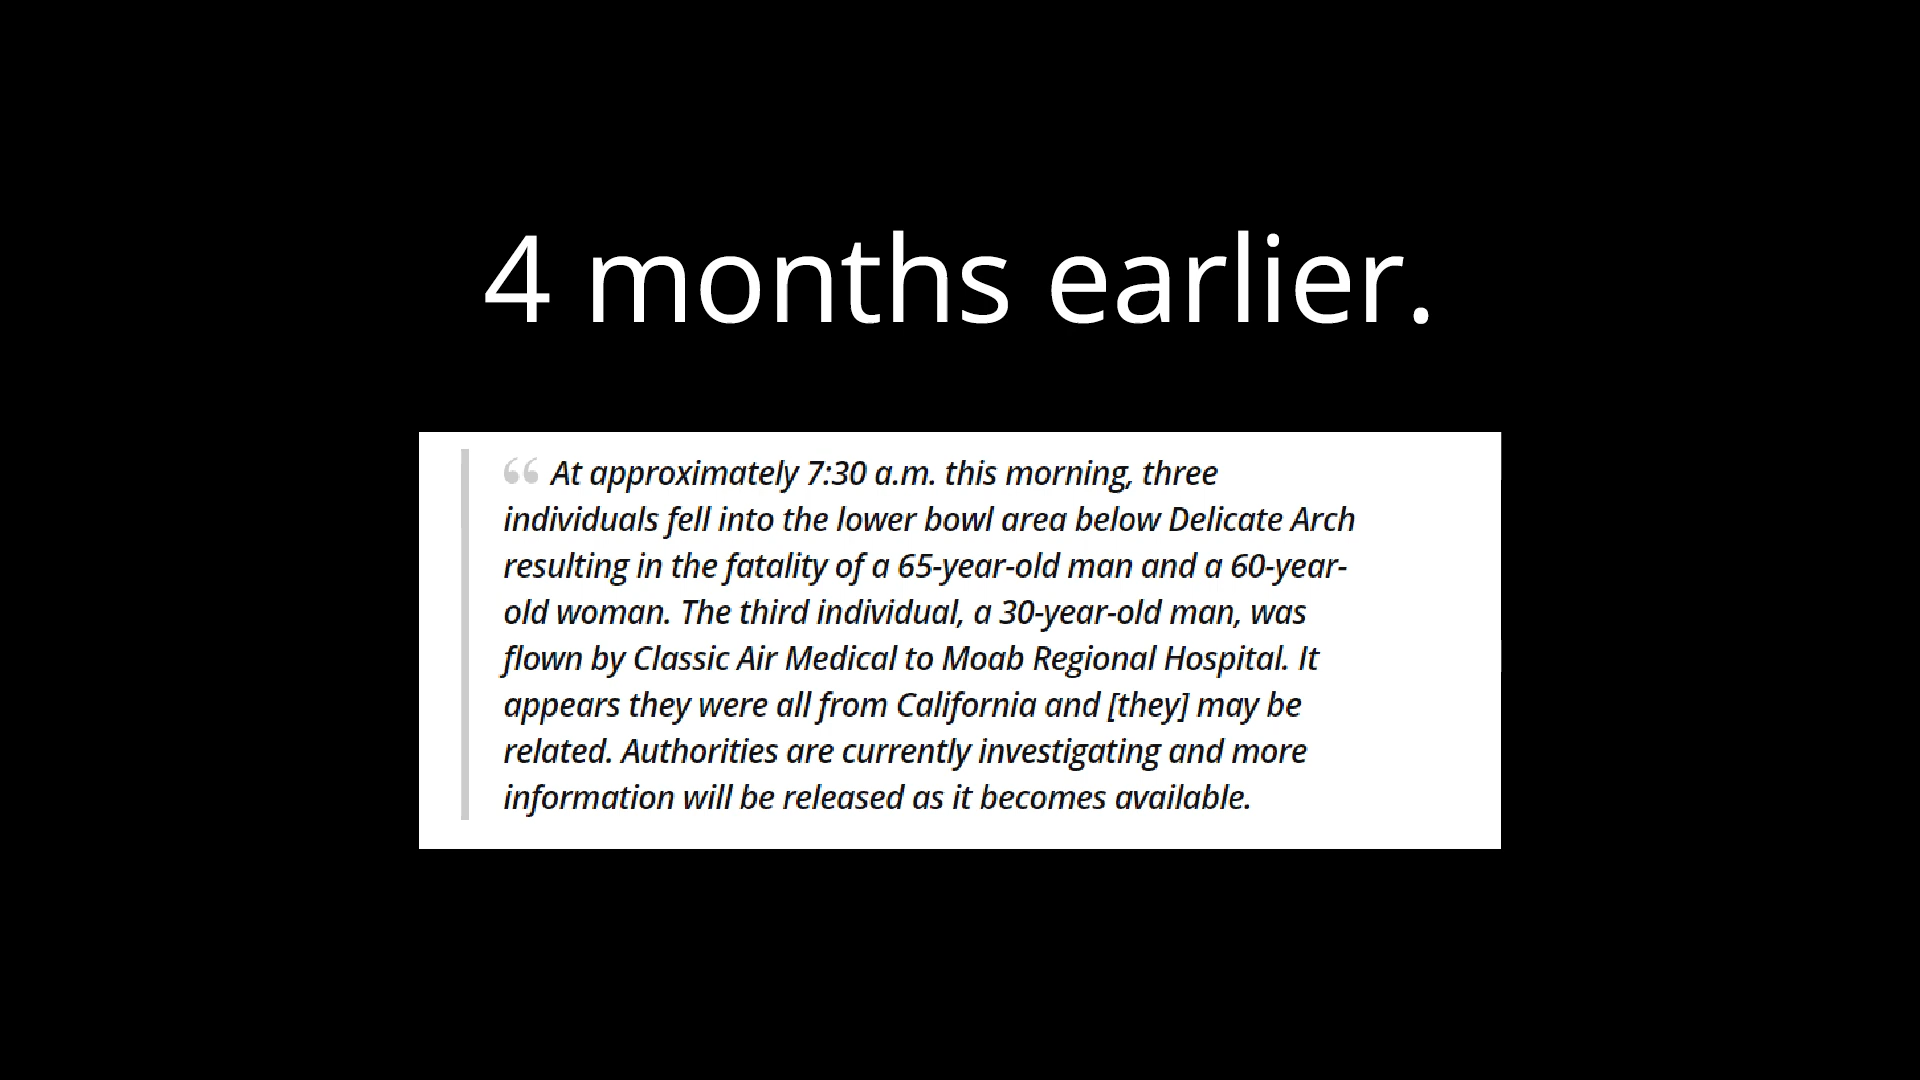 4 months earlier.
“ At approximately 7:30 a.m. this morning, three
individuals fell into the lower bowl area below Delicate Arch
resulting in the fatality of a 65-year-old man and a 60-year-
old woman. The third individual, a 30-year-old man, was
flown by Classic Air Medical to Moab Regional Hospital. It
appears they were all from California and [they] may be
related. Authorities are currently investigating and more
information will be released as it becomes available.